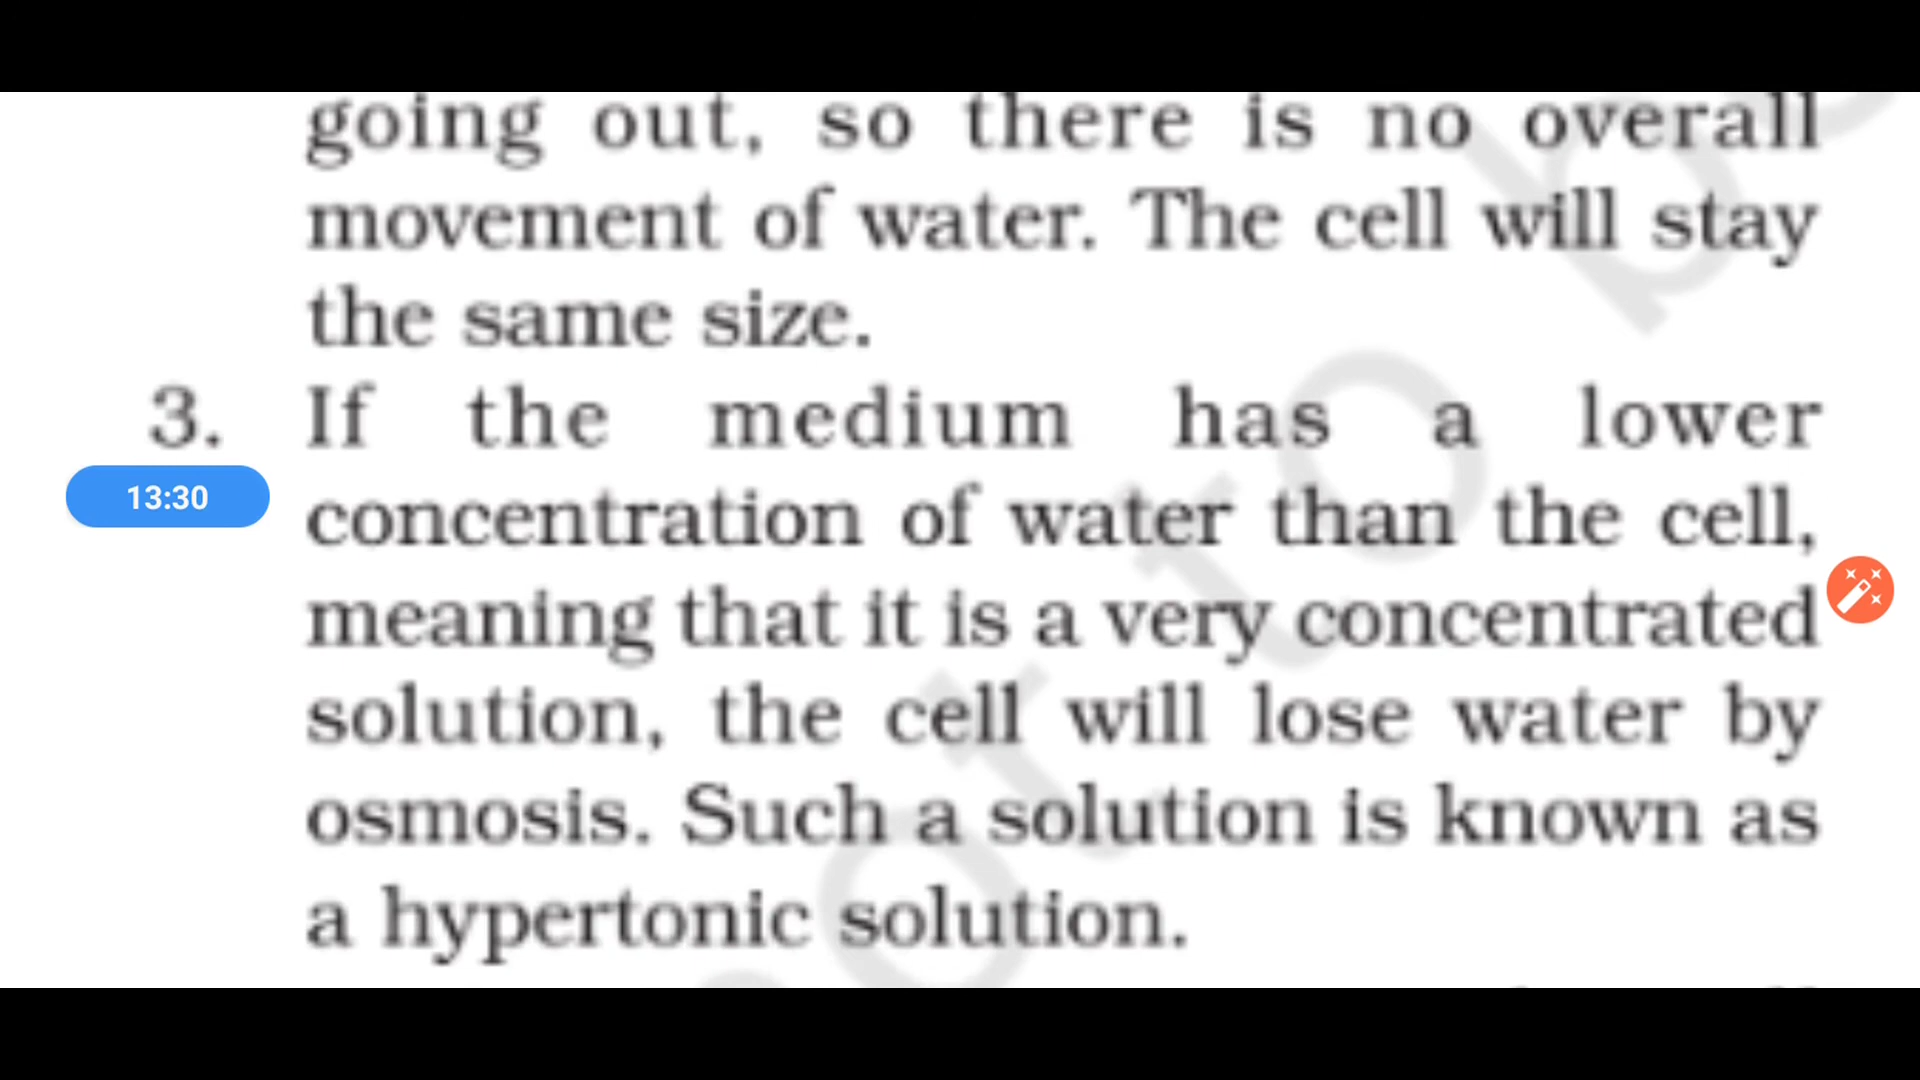 going out, so there is no overall
movement of water. The cell will stay
the same size.
3. If the medium has a lower
13:30
concentration of water than the cell,
meaning that it is a very concentrated
solution, the cell will lose water by
osmosis. Such a solution is known as
a hypertonic solution.